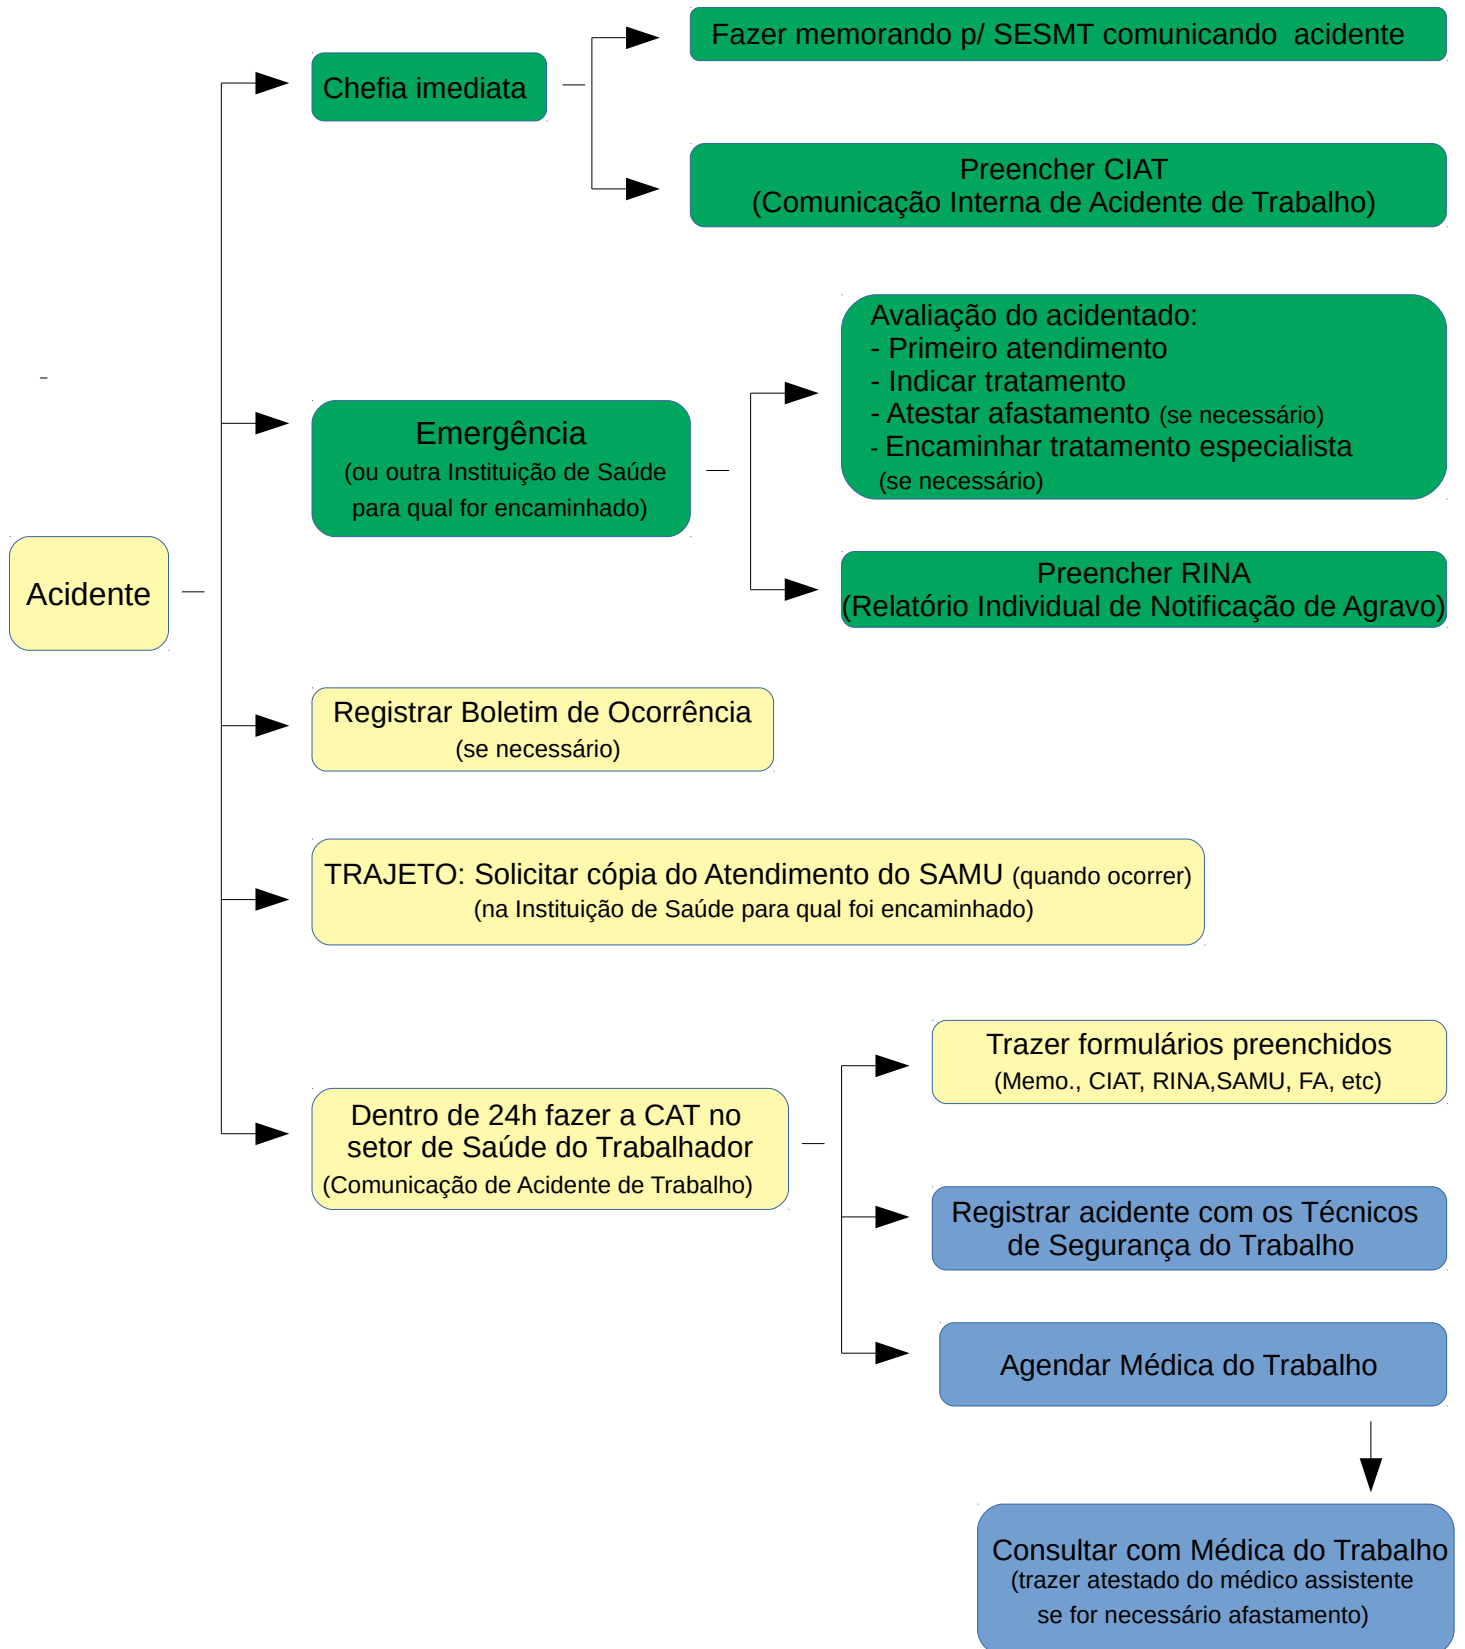 Fazer memorando p/ SESMT comunicando  acidente
Chefia imediata
Preencher CIAT
(Comunicação Interna de Acidente de Trabalho)
Avaliação do acidentado:
- Primeiro atendimento
- Indicar tratamento
- Atestar afastamento (se necessário)
- Encaminhar tratamento especialista
(se necessário)
Emergência
(ou outra Instituição de Saúde
para qual for encaminhado)
Preencher RINA
(Relatório Individual de Notificação de Agravo)
Acidente
Registrar Boletim de Ocorrência
(se necessário)
TRAJETO: Solicitar cópia do Atendimento do SAMU (quando ocorrer)
(na Instituição de Saúde para qual foi encaminhado)
Dentro de 24h fazer a CAT no
setor de Saúde do Trabalhador
(Comunicação de Acidente de Trabalho)
Trazer formulários preenchidos
(Memo., CIAT, RINA,SAMU, FA, etc)
Registrar acidente com os Técnicos
de Segurança do Trabalho
Agendar Médica do Trabalho
Consultar com Médica do Trabalho
(trazer atestado do médico assistente
se for necessário afastamento)